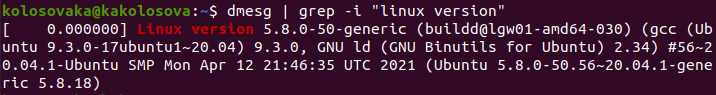 kolosovaka@kakolosova:~$ dmesg | grep -i "linux version"
[    0.000000] Linux version 5.8.0-50-generic (buildd@lgw01-amd64-030) (gcc (Ub
untu 9.3.0-17ubuntu1~20.04) 9.3.0, GNU ld (GNU Binutils for Ubuntu) 2.34) #56~2
0.04.1-Ubuntu SMP Mon Apr 12 21:46:35 UTC 2021 (Ubuntu 5.8.0-50.56~20.04.1-gene
ric 5.8.18)